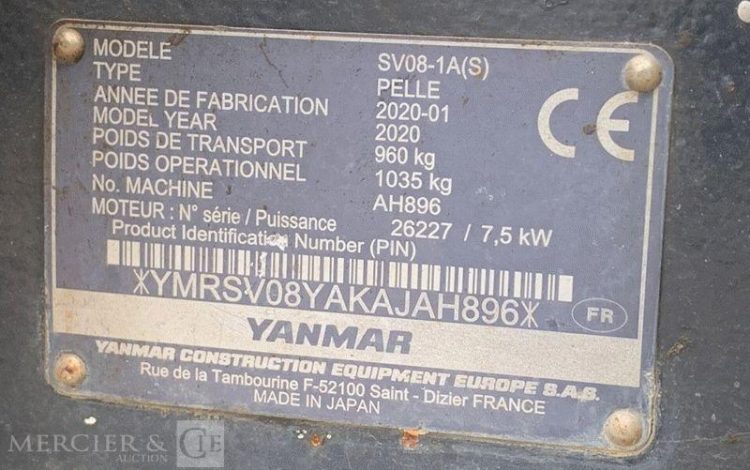 MODELE SV08-1A(S)
TYPE PELLE
ANNEE DE FABRICATION 2020-01
MODEL YEAR 2020
POIDS DE TRANSPORT 960 kg
POIDS OPERATIONNEL 1035 kg
No. MACHINE AH896
MOTEUR : N° série / Puissance 26227 / 7,5 kW
Product Identification Number (PIN)
*YMRSV08YAKAJAH896*
CE
FR
YANMAR
YANMAR CONSTRUCTION EQUIPMENT EUROPE S.A.S.
Rue de la Tambourine F-52100 Saint - Dizier FRANCE
MADE IN JAPAN
MERCIER & CIE
AUCTION